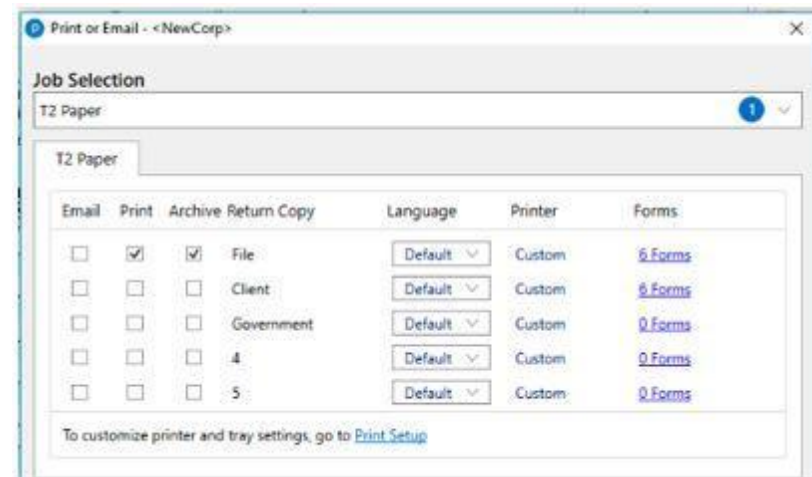 Print or Email - <NewCorp>
Job Selection
T2 Paper 1
T2 Paper
Email Print Archive Return Copy Language Printer Forms
File Default Custom 6 Forms
Client Default Custom 6 Forms
Government Default Custom 0 Forms
4 Default Custom 0 Forms
5 Default Custom 0 Forms
To customize printer and tray settings, go to Print Setup